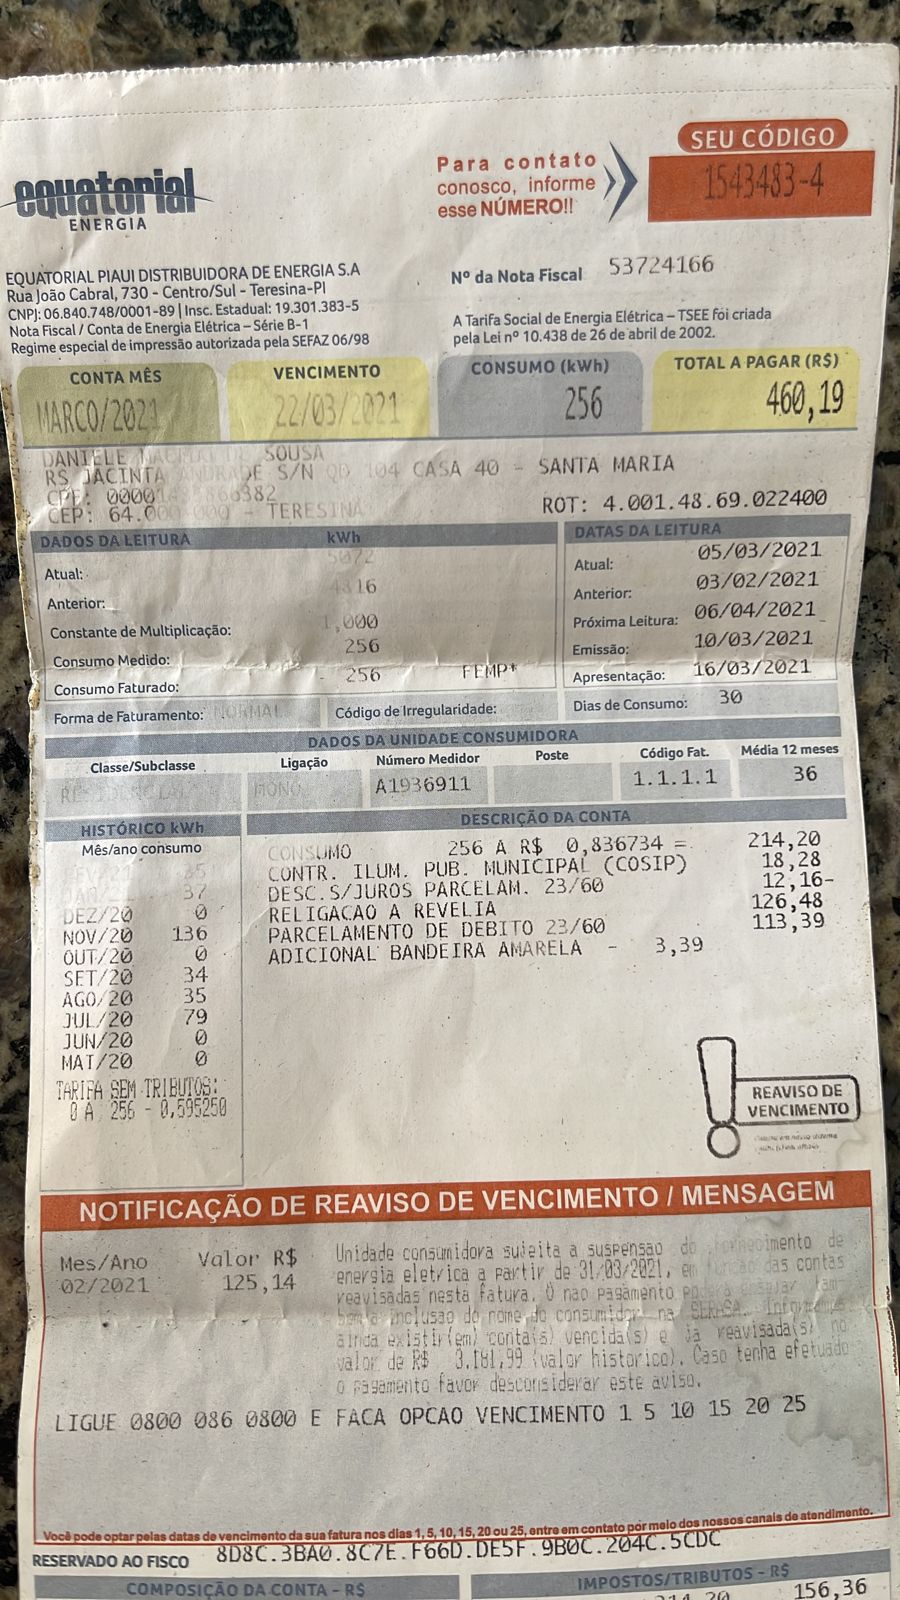 equatorial
ENERGIA
Para contato
conosco, informe
esse NÚMERO!!
SEU CÓDIGO
1543483-4
EQUATORIAL PIAUI DISTRIBUIDORA DE ENERGIA S.A
Rua João Cabral, 730 - Centro/Sul - Teresina-PI
CNPJ: 06.840.748/0001-89 | Insc. Estadual: 19.301.383-5
Nota Fiscal / Conta de Energia Elétrica – Série B-1
Regime especial de impressão autorizada pela SEFAZ 06/98
Nº da Nota Fiscal 53724166
A Tarifa Social de Energia Elétrica – TSEE foi criada
pela Lei nº 10.438 de 26 de abril de 2002.
CONTA MÊS
MARCO/2021
VENCIMENTO
22/03/2021
CONSUMO (kWh)
256
TOTAL A PAGAR (R$)
460,19
DANIELE DE SOUSA
RS JACINTA ANDRADE S/N QD 104 CASA 40 - SANTA MARIA
CPF:
CEP: 64.000-000 - TERESINA
ROT: 4.001.48.69.022400
DADOS DA LEITURA kWh
Atual: 5072
Anterior: 4816
Constante de Multiplicação: 1,000
Consumo Medido: 256
Consumo Faturado: 256 FEMP*
DATAS DA LEITURA
Atual: 05/03/2021
Anterior: 03/02/2021
Próxima Leitura: 06/04/2021
Emissão: 10/03/2021
Apresentação: 16/03/2021
Forma de Faturamento: NORMAL
Código de Irregularidade:
Dias de Consumo: 30
DADOS DA UNIDADE CONSUMIDORA
Classe/Subclasse
Ligação
MONO
Número Medidor
A1936911
Poste
Código Fat.
1.1.1.1
Média 12 meses
36
HISTÓRICO kWh
Mês/ano consumo
FEV/21 35
JAN/21 37
DEZ/20 0
NOV/20 136
OUT/20 0
SET/20 34
AGO/20 35
JUL/20 79
JUN/20 0
MAT/20 0
TARIFA SEM TRIBUTOS:
0 A 256 - 0,595250
DESCRIÇÃO DA CONTA
CONSUMO 256 A R$ 0,836734 = 214,20
CONTR. ILUM. PUB. MUNICIPAL (COSIP) 18,28
DESC.S/JUROS PARCELAM. 23/60 12,16-
RELIGACAO A REVELIA 126,48
PARCELAMENTO DE DEBITO 23/60 113,39
ADICIONAL BANDEIRA AMARELA - 3,39
REAVISO DE
VENCIMENTO
NOTIFICAÇÃO DE REAVISO DE VENCIMENTO / MENSAGEM
Mes/Ano Valor R$
02/2021 125,14
Unidade consumidora sujeita a suspensão do fornecimento de
energia eletrica a partir de 31/03/2021, em função das contas
reavisadas nesta fatura. O nao pagamento podera ensejar tam-
bem a inclusao do nome do consumidor na SERASA. Informamos
ainda existir(em) conta(s) vencida(s) e já reavisada(s) no
valor de R$ 3.181,99 (valor historico). Caso tenha efetuado
o pagamento favor desconsiderar este aviso.
LIGUE 0800 086 0800 E FACA OPCAO VENCIMENTO 1 5 10 15 20 25
Você pode optar pelas datas de vencimento da sua fatura nos dias 1, 5, 10, 15, 20 ou 25, entre em contato por meio dos nossos canais de atendimento.
RESERVADO AO FISCO 8D8C.3BA0.8C7E.F66D.DE5F.9B0C.204C.5CDC
COMPOSIÇÃO DA CONTA - R$
IMPOSTOS/TRIBUTOS - R$
156,36